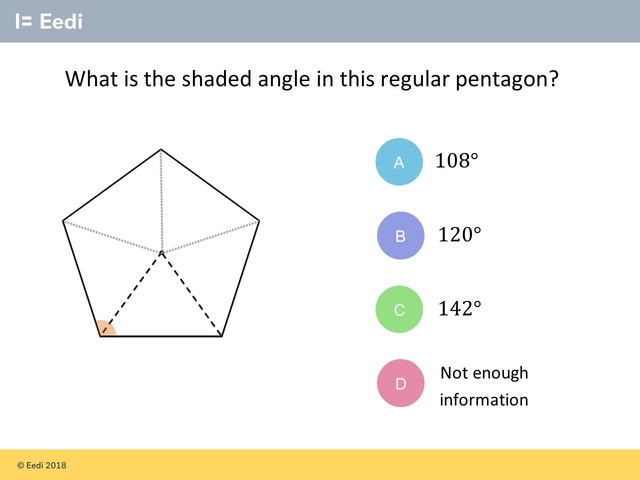 I= Eedi
What is the shaded angle in this regular pentagon?
A 108°
B 120°
C 142°
D Not enough
information
© Eedi 2018